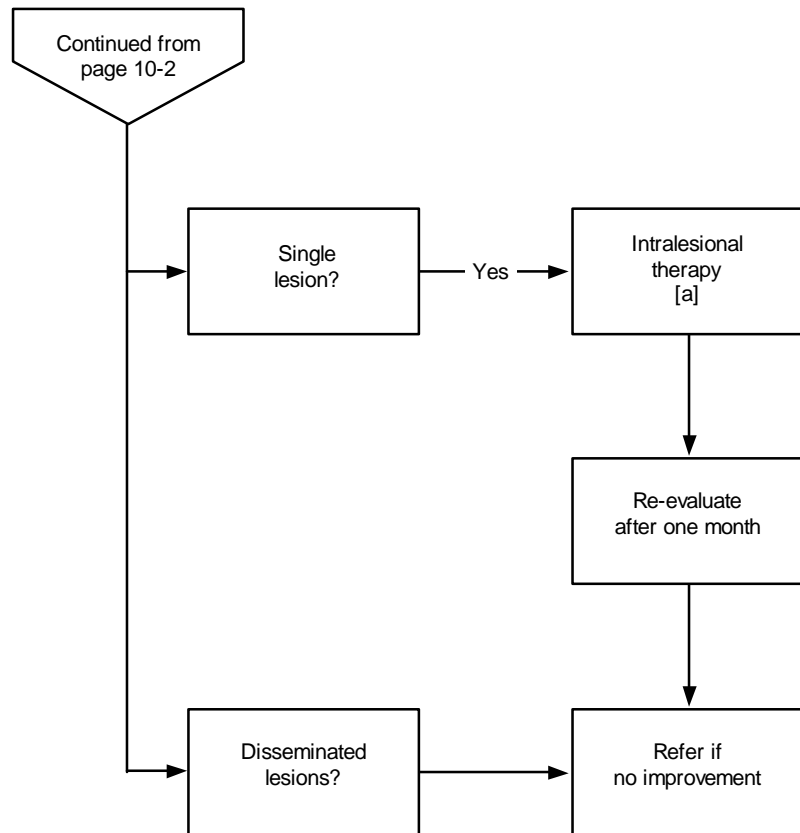 Continued from
page 10-2
Single
lesion?
Yes
Intralesional
therapy
[a]
Re-evaluate
after one month
Disseminated
lesions?
Refer if
no improvement